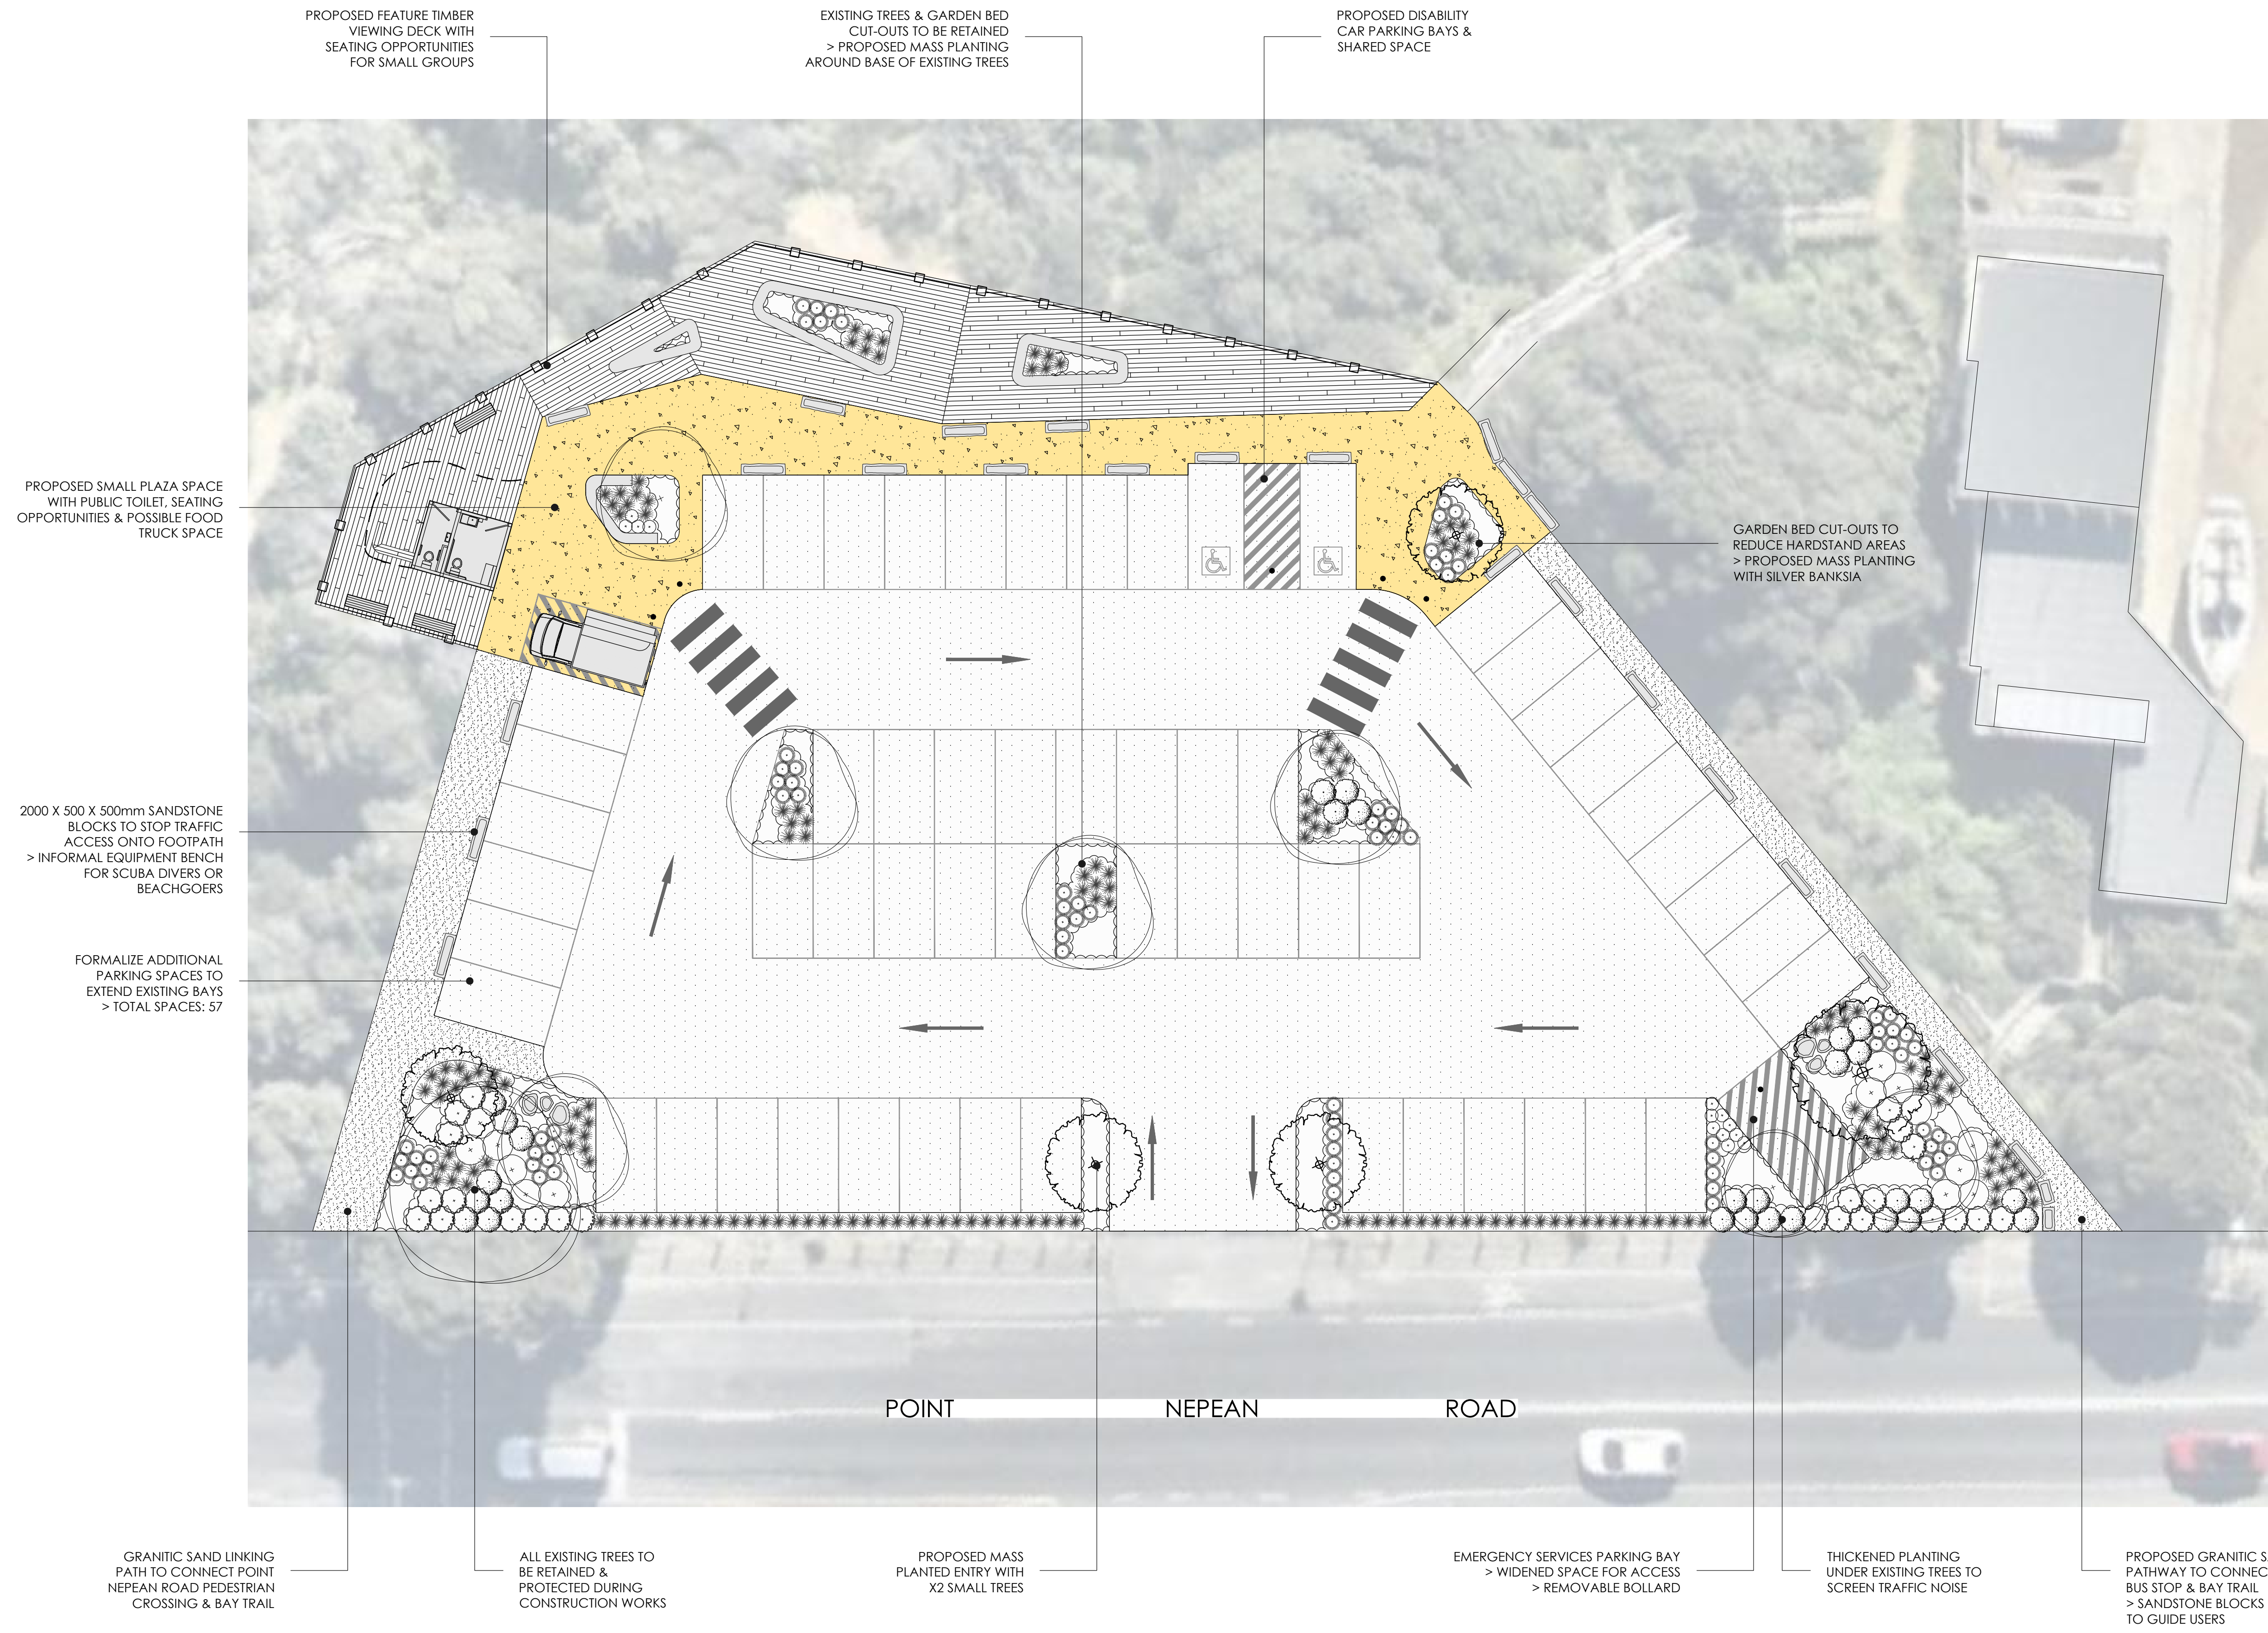 PROPOSED FEATURE TIMBER
VIEWING DECK WITH
SEATING OPPORTUNITIES
FOR SMALL GROUPS
EXISTING TREES & GARDEN BED
CUT-OUTS TO BE RETAINED
> PROPOSED MASS PLANTING
AROUND BASE OF EXISTING TREES
PROPOSED DISABILITY
CAR PARKING BAYS &
SHARED SPACE
PROPOSED SMALL PLAZA SPACE
WITH PUBLIC TOILET, SEATING
OPPORTUNITIES & POSSIBLE FOOD
TRUCK SPACE
GARDEN BED CUT-OUTS TO
REDUCE HARDSTAND AREAS
> PROPOSED MASS PLANTING
WITH SILVER BANKSIA
2000 X 500 X 500mm SANDSTONE
BLOCKS TO STOP TRAFFIC
ACCESS ONTO FOOTPATH
> INFORMAL EQUIPMENT BENCH
FOR SCUBA DIVERS OR
BEACHGOERS
FORMALIZE ADDITIONAL
PARKING SPACES TO
EXTEND EXISTING BAYS
> TOTAL SPACES: 57
POINT NEPEAN ROAD
GRANITIC SAND LINKING
PATH TO CONNECT POINT
NEPEAN ROAD PEDESTRIAN
CROSSING & BAY TRAIL
ALL EXISTING TREES TO
BE RETAINED &
PROTECTED DURING
CONSTRUCTION WORKS
PROPOSED MASS
PLANTED ENTRY WITH
X2 SMALL TREES
EMERGENCY SERVICES PARKING BAY
> WIDENED SPACE FOR ACCESS
> REMOVABLE BOLLARD
THICKENED PLANTING
UNDER EXISTING TREES TO
SCREEN TRAFFIC NOISE
PROPOSED GRANITIC S
PATHWAY TO CONNEC
BUS STOP & BAY TRAIL
> SANDSTONE BLOCKS
TO GUIDE USERS